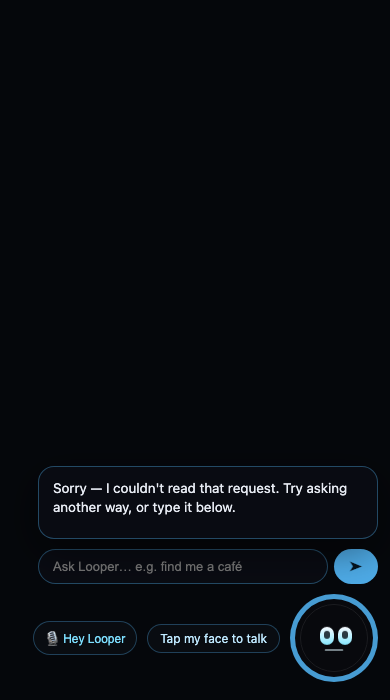 Sorry — I couldn't read that request. Try asking
another way, or type it below.
Ask Looper… e.g. find me a café
Hey Looper
Tap my face to talk